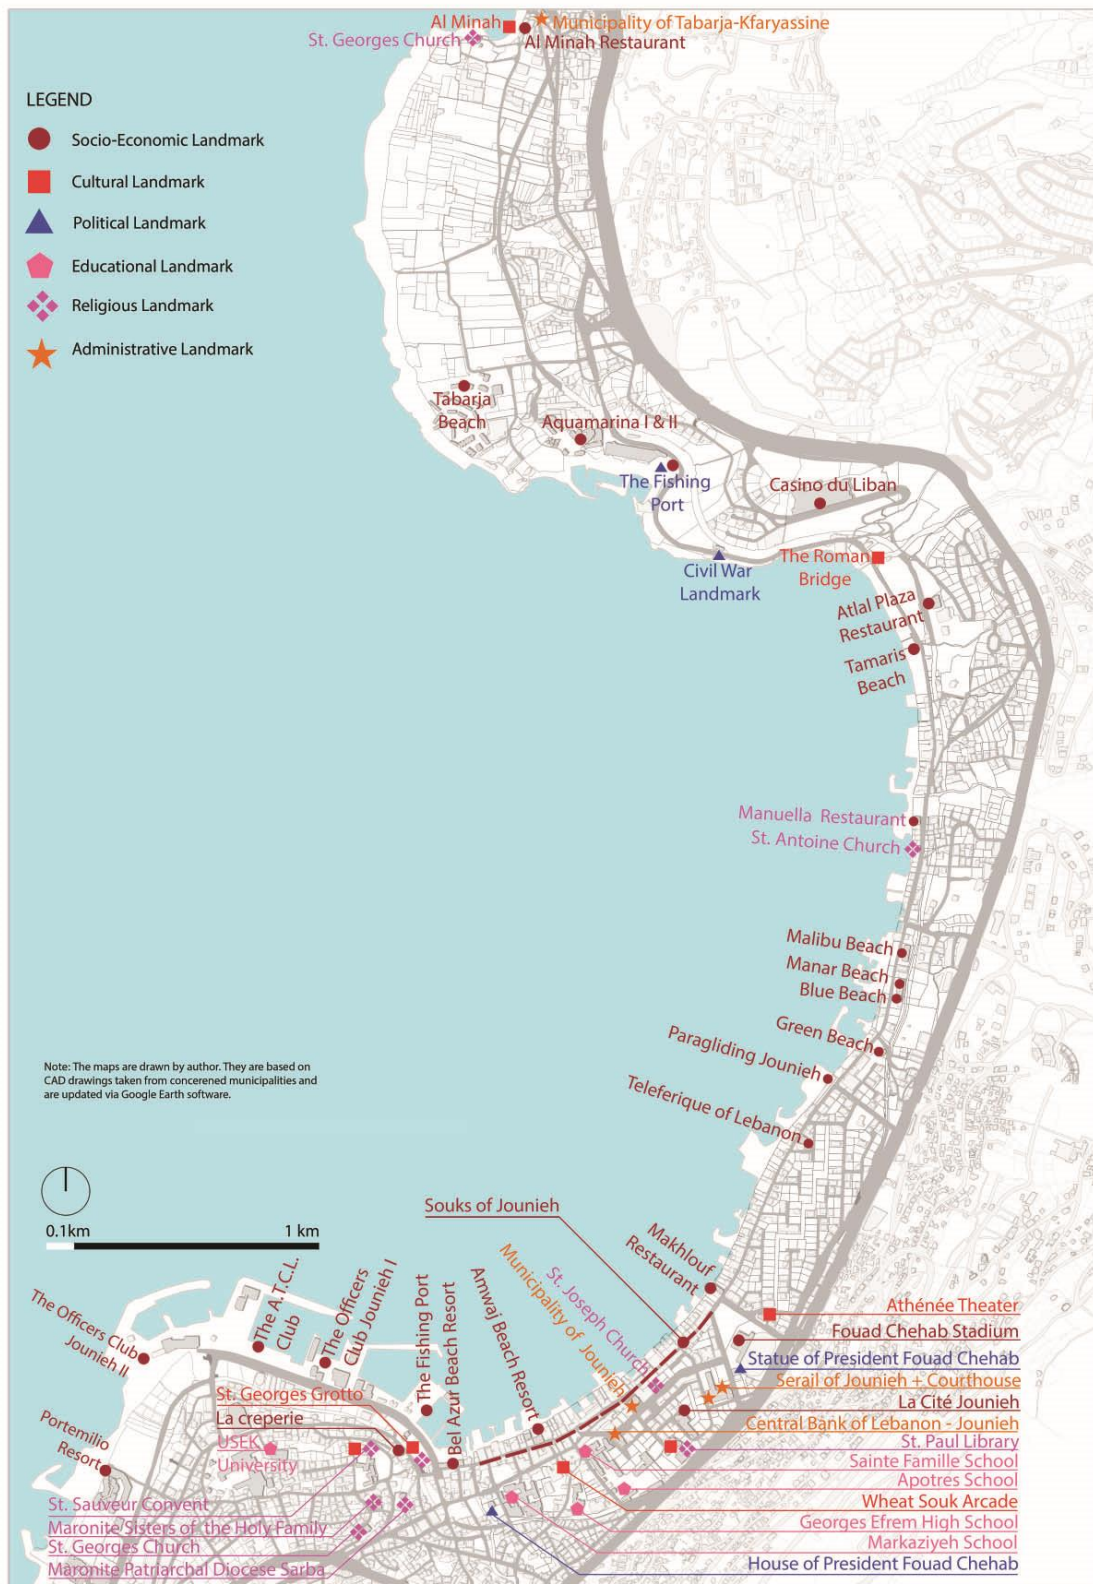 Al Minah
Municipality of Tabarja-Kfaryassine
St. Georges Church
Al Minah Restaurant
LEGEND
Socio-Economic Landmark
Cultural Landmark
Political Landmark
Educational Landmark
Religious Landmark
Administrative Landmark
Tabarja
Beach
Aquamarina I & II
The Fishing
Port
Casino du Liban
Civil War
Landmark
The Roman
Bridge
Atlal Plaza
Restaurant
Tamaris
Beach
Manuella Restaurant
St. Antoine Church
Malibu Beach
Manar Beach
Blue Beach
Green Beach
Paragliding Jounieh
Teleferique of Lebanon
Note: The maps are drawn by author. They are based on
CAD drawings taken from concerened municipalities and
are updated via Google Earth software.
0.1km
1 km
Souks of Jounieh
Makhlouf
Restaurant
St. Joseph Church
Municipality of Jounieh
Amwaj Beach Resort
Bel Azur Beach Resort
The Fishing Port
The Officers
Club Jounieh I
The A.T.C.L.
Club
The Officers Club
Jounieh II
Portemilio
Resort
St. Georges Grotto
La creperie
USEK
University
St. Sauveur Convent
Maronite Sisters of the Holy Family
St. Georges Church
Maronite Patriarchal Diocese Sarba
Athénée Theater
Fouad Chehab Stadium
Statue of President Fouad Chehab
Serail of Jounieh + Courthouse
La Cité Jounieh
Central Bank of Lebanon - Jounieh
St. Paul Library
Sainte Famille School
Apotres School
Wheat Souk Arcade
Georges Efrem High School
Markaziyeh School
House of President Fouad Chehab